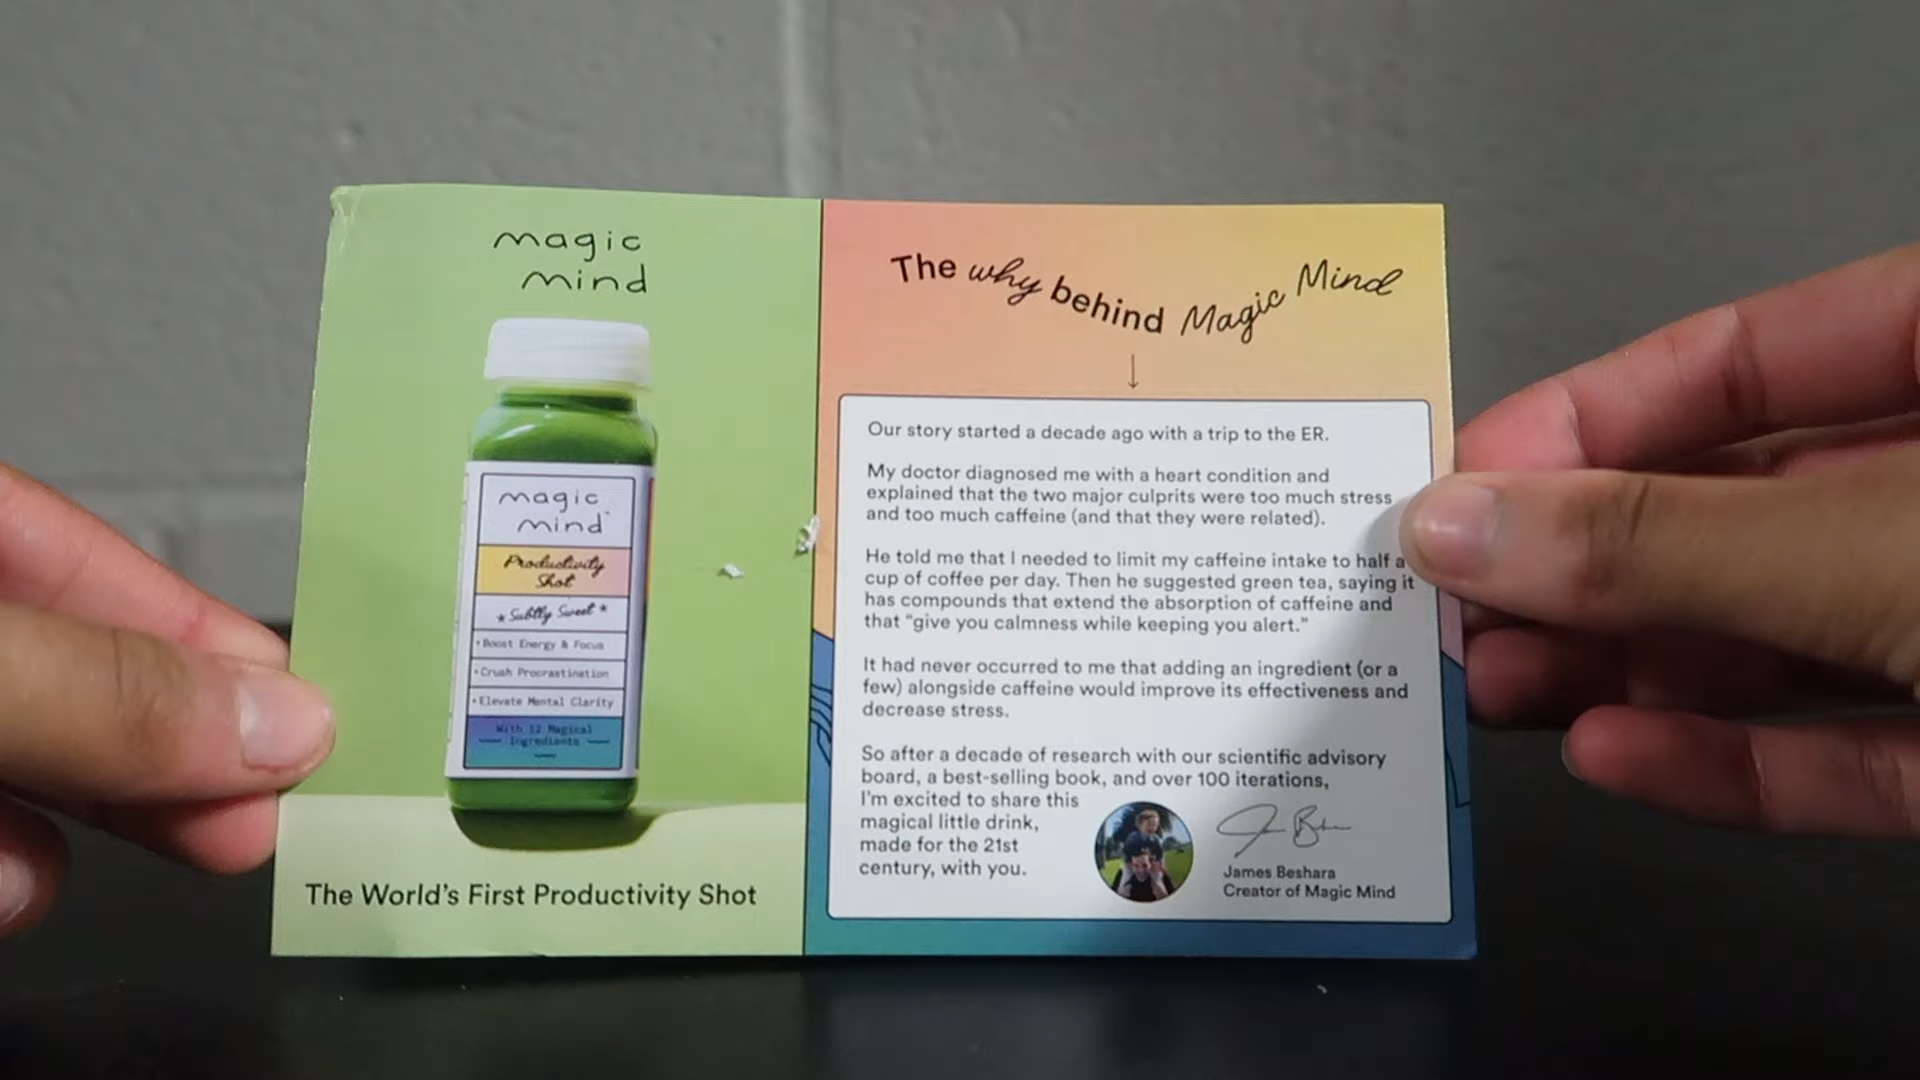 magic
mind
magic
mind
Productivity
Shot
★ Subtly Sweet ★
• Boost Energy & Focus
• Crush Procrastination
• Elevate Mental Clarity
With 12 Magical
Ingredients
The World's First Productivity Shot
The why behind Magic Mind
Our story started a decade ago with a trip to the ER.
My doctor diagnosed me with a heart condition and
explained that the two major culprits were too much stress
and too much caffeine (and that they were related).
He told me that I needed to limit my caffeine intake to half a
cup of coffee per day. Then he suggested green tea, saying it
has compounds that extend the absorption of caffeine and
that "give you calmness while keeping you alert."
It had never occurred to me that adding an ingredient (or a
few) alongside caffeine would improve its effectiveness and
decrease stress.
So after a decade of research with our scientific advisory
board, a best-selling book, and over 100 iterations,
I'm excited to share this
magical little drink,
made for the 21st
century, with you.
James Beshara
Creator of Magic Mind